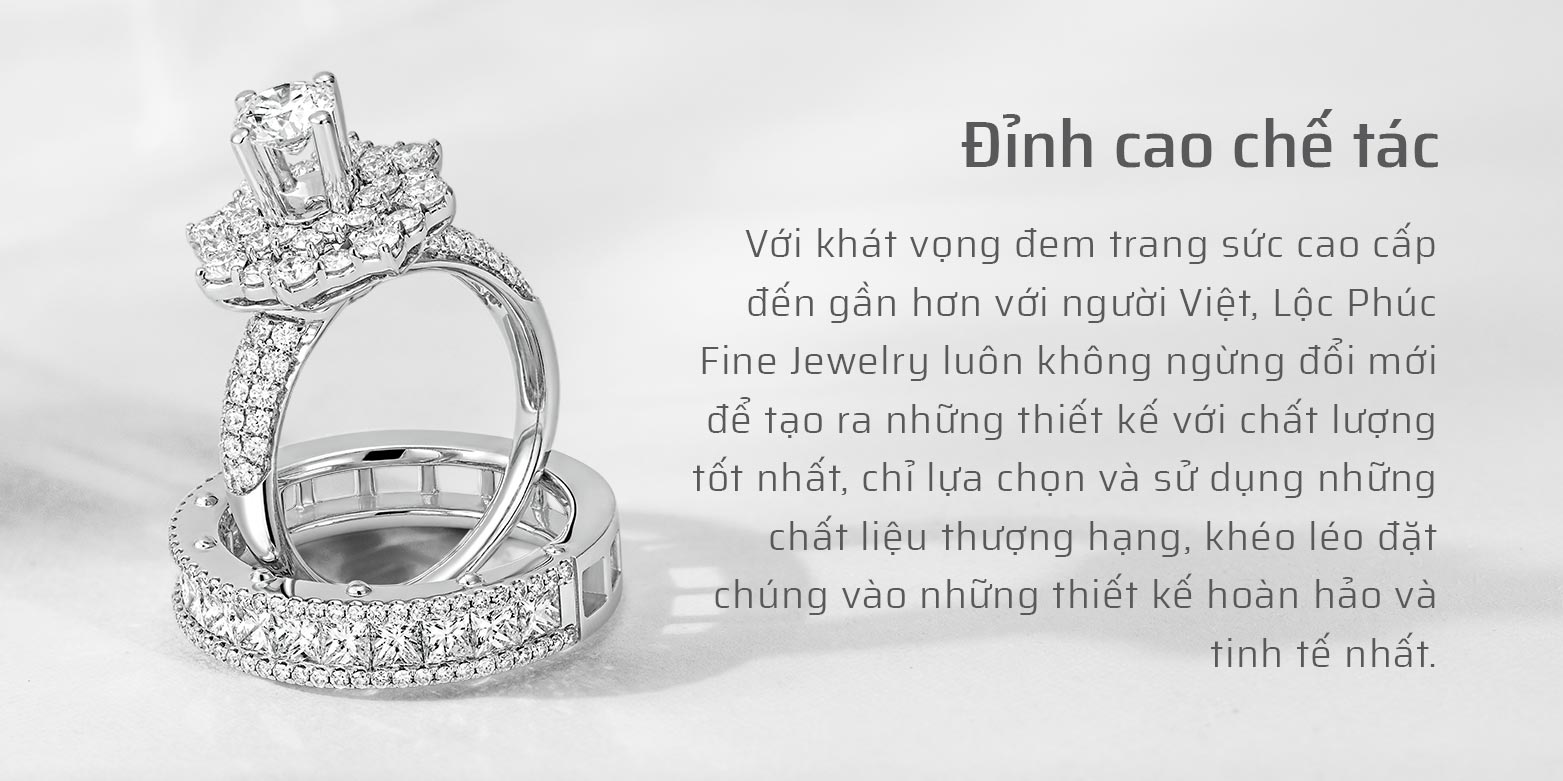 Đỉnh cao chế tác
Với khát vọng đem trang sức cao cấp
đến gần hơn với người Việt, Lộc Phúc
Fine Jewelry luôn không ngừng đổi mới
để tạo ra những thiết kế với chất lượng
tốt nhất, chỉ lựa chọn và sử dụng những
chất liệu thượng hạng, khéo léo đặt
chúng vào những thiết kế hoàn hảo và
tinh tế nhất.